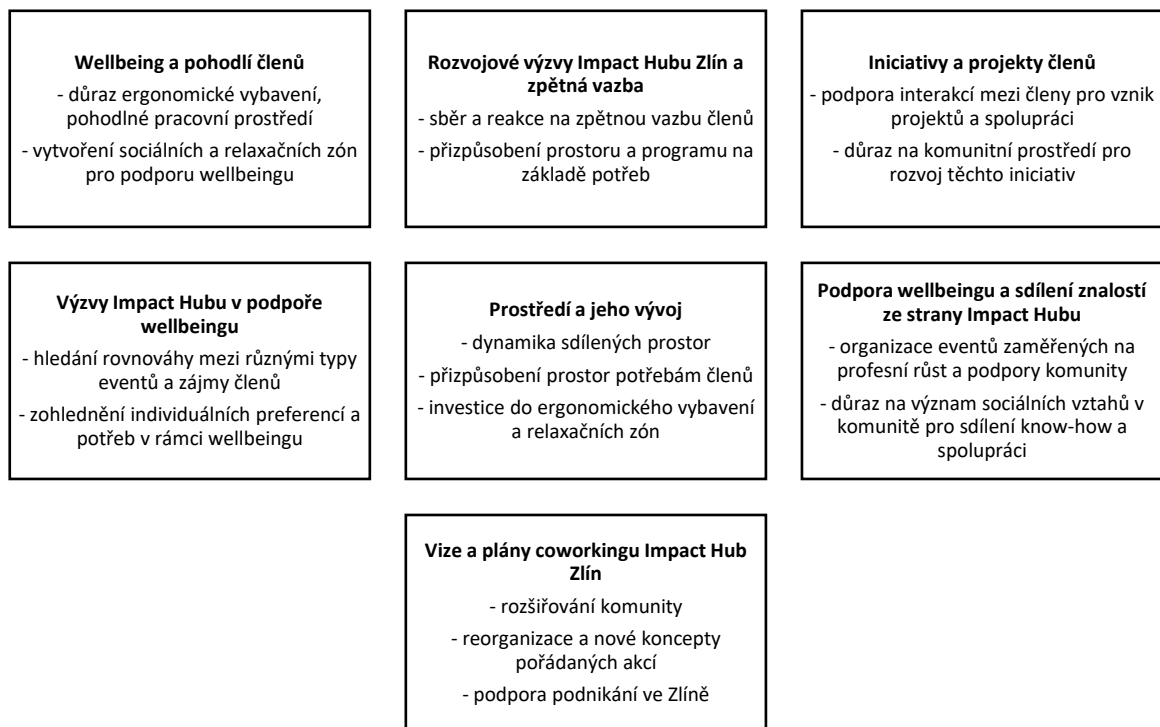 Wellbeing a pohodlí členů
- důraz ergonomické vybavení,
pohodlné pracovní prostředí
- vytvoření sociálních a relaxačních zón
pro podporu wellbeingu
Rozvojové výzvy Impact Hubu Zlín a
zpětná vazba
- sběr a reakce na zpětnou vazbu členů
- přizpůsobení prostoru a programu na
základě potřeb
Iniciativy a projekty členů
- podpora interakcí mezi členy pro vznik
projektů a spolupráci
- důraz na komunitní prostředí pro
rozvoj těchto iniciativ
Výzvy Impact Hubu v podpoře
wellbeingu
- hledání rovnováhy mezi různými typy
eventů a zájmy členů
- zohlednění individuálních preferencí a
potřeb v rámci wellbeingu
Prostředí a jeho vývoj
- dynamika sdílených prostor
- přizpůsobení prostor potřebám členů
- investice do ergonomického vybavení
a relaxačních zón
Podpora wellbeingu a sdílení znalostí
ze strany Impact Hubu
- organizace eventů zaměřených na
profesní růst a podpory komunity
- důraz na význam sociálních vztahů v
komunitě pro sdílení know-how a
spolupráci
Vize a plány coworkingu Impact Hub
Zlín
- rozšiřování komunity
- reorganizace a nové koncepty
pořádaných akcí
- podpora podnikání ve Zlíně